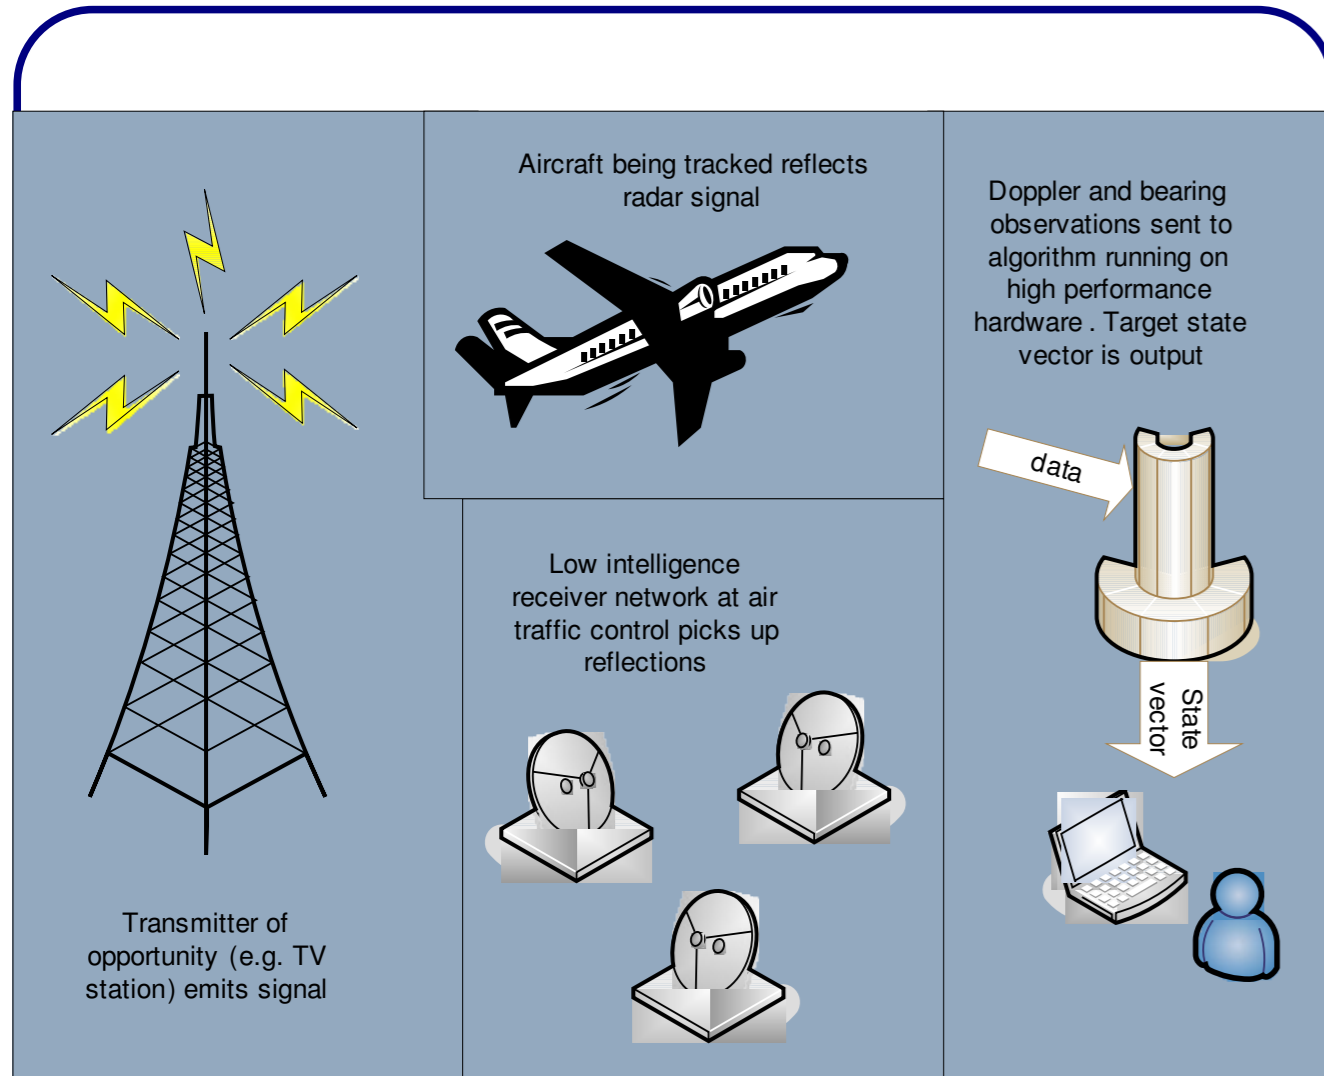 Aircraft being tracked reflects
radar signal
Doppler and bearing
observations sent to
algorithm running on
high performance
hardware . Target state
vector is output
data
Low intelligence
receiver network at air
traffic control picks up
reflections
State
vector
Transmitter of
opportunity (e.g. TV
station) emits signal